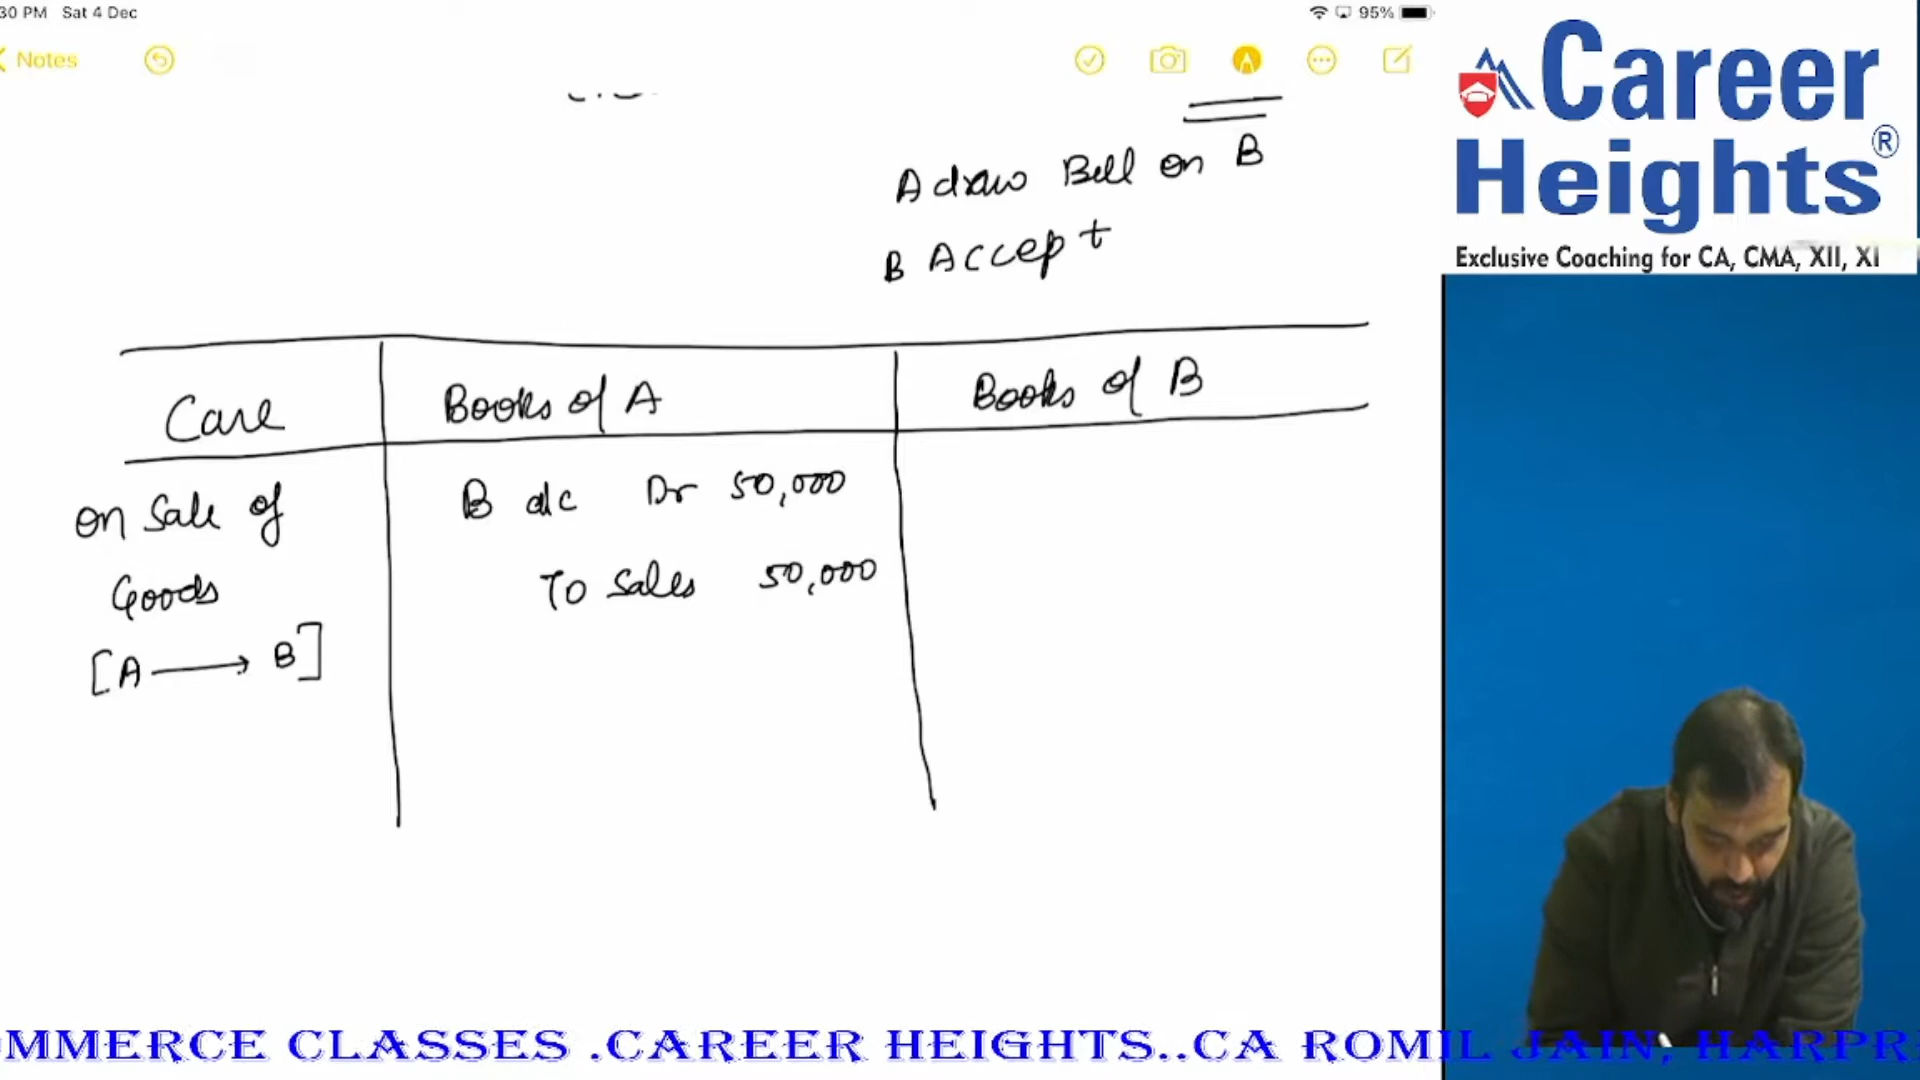 30 PM Sat 4 Dec
95%
Notes
Career
Heights®
Exclusive Coaching for CA, CMA, XII, XI
A draw Bill on B
B Accept
Case
Books of A
Books of B
on Sale of
Goods
[A → B]
B a/c Dr 50,000
To Sales 50,000
MMERCE CLASSES .CAREER HEIGHTS..CA ROMIL JAIN, HARPR